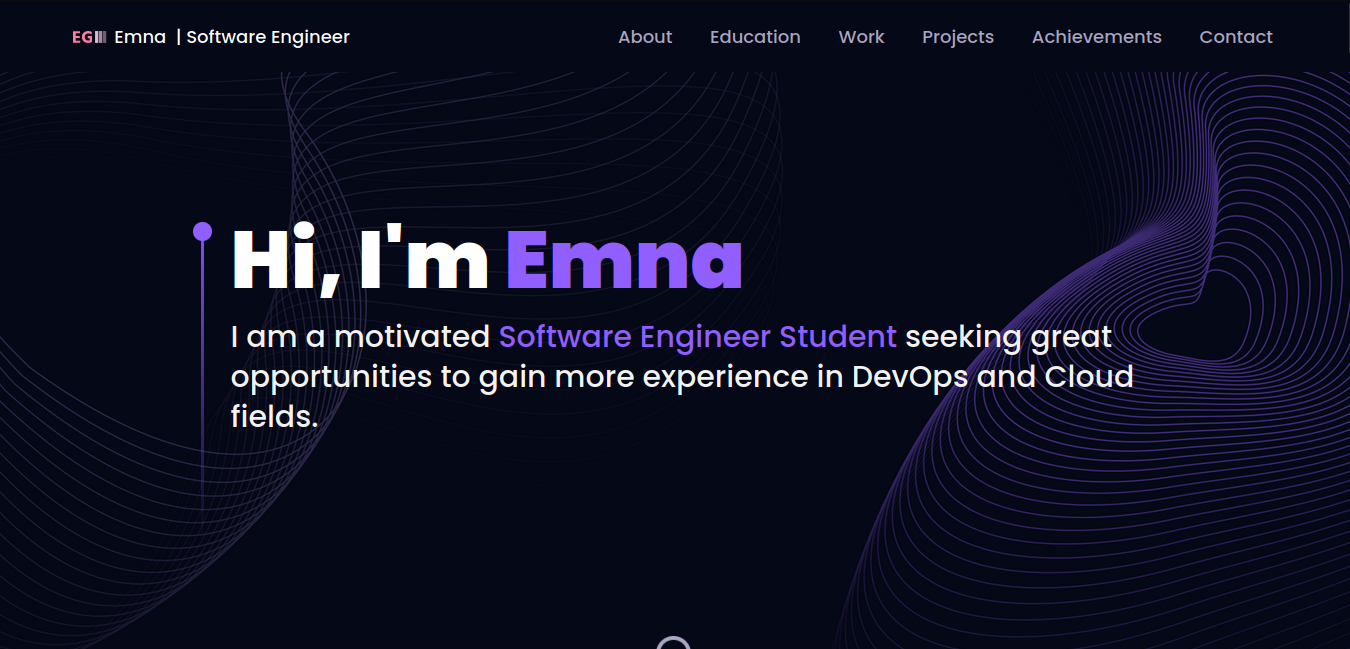 EG Emna | Software Engineer
About Education Work Projects Achievements Contact
Hi, I'm Emna
I am a motivated Software Engineer Student seeking great
opportunities to gain more experience in DevOps and Cloud
fields.